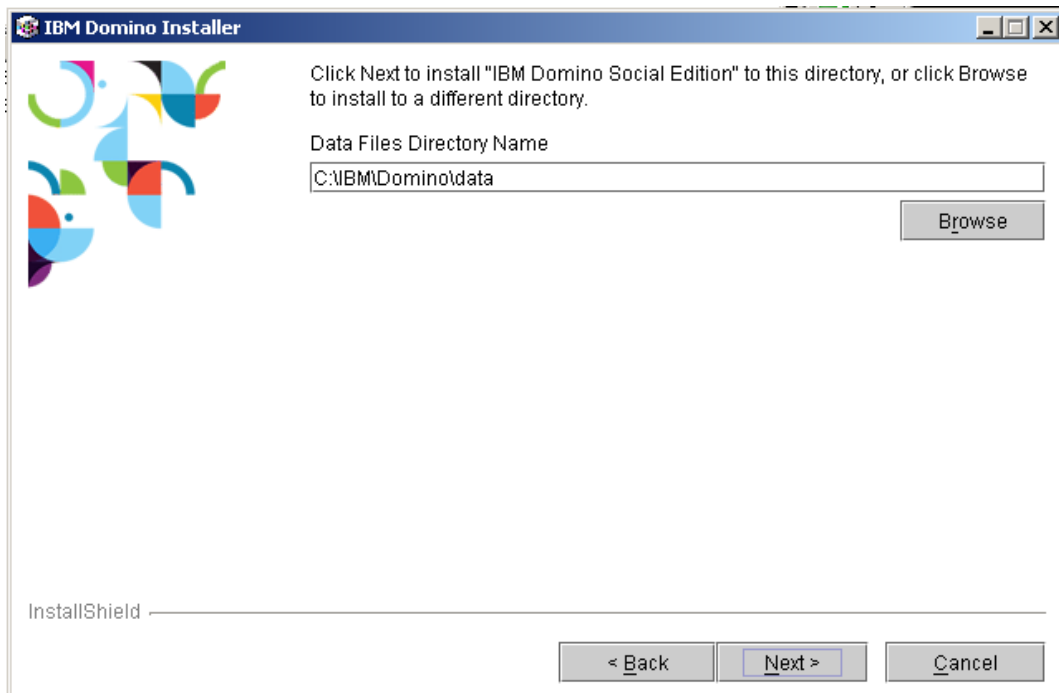 IBM Domino Installer
Click Next to install "IBM Domino Social Edition" to this directory, or click Browse
to install to a different directory.
Data Files Directory Name
C:\IBM\Domino\data
Browse
InstallShield
< Back
Next >
Cancel